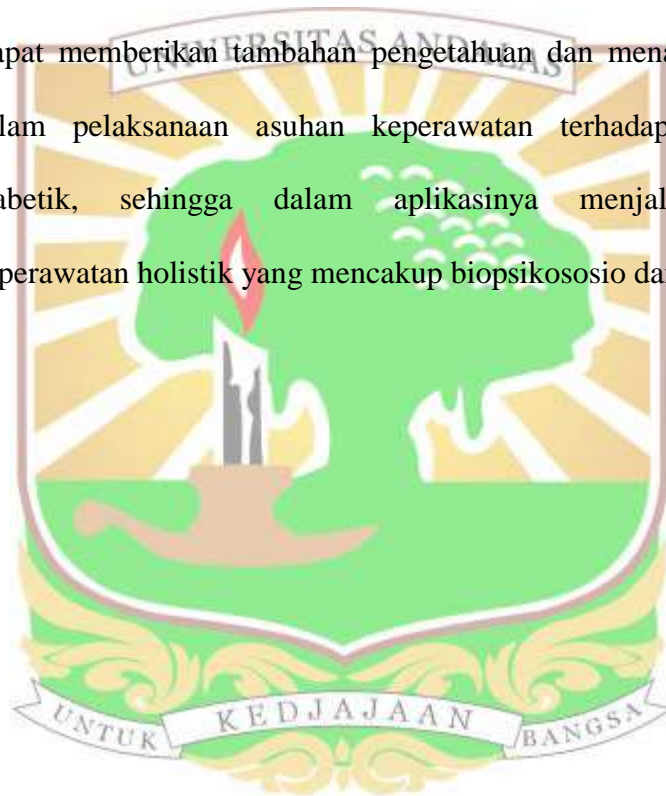 UNIVERSITAS ANDALAS
apat memberikan tambahan pengetahuan dan mena
lam pelaksanaan asuhan keperawatan terhadap
abetik, sehingga dalam aplikasinya menjal
perawatan holistik yang mencakup biopsikososio da
UNTUK KEDJAJAAN BANGSA